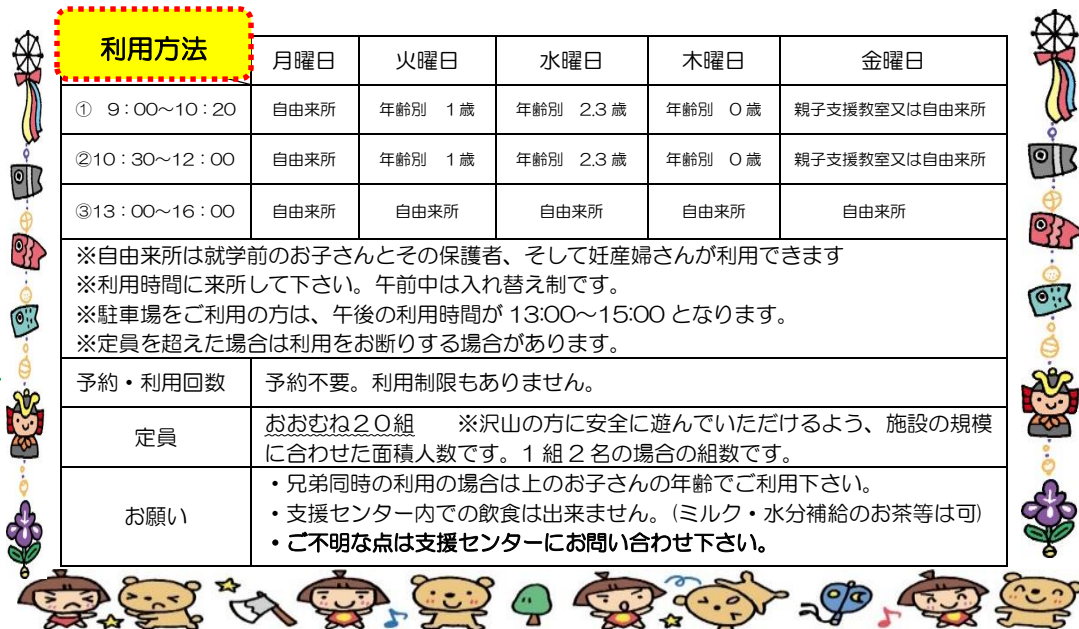 利用方法
月曜日 火曜日 水曜日 木曜日 金曜日
① 9:00～10:20 自由来所 年齢別 1歳 年齢別 2.3歳 年齢別 0歳 親子支援教室又は自由来所
②10:30～12:00 自由来所 年齢別 1歳 年齢別 2.3歳 年齢別 0歳 親子支援教室又は自由来所
③13:00～16:00 自由来所 自由来所 自由来所 自由来所 自由来所
※自由来所は就学前のお子さんとその保護者、そして妊産婦さんが利用できます
※利用時間に来所して下さい。午前中は入れ替え制です。
※駐車場をご利用の方は、午後の利用時間が 13:00～15:00 となります。
※定員を超えた場合は利用をお断りする場合があります。
予約・利用回数 予約不要。利用制限もありません。
定員 おおむね20組 ※沢山の方に安全に遊んでいただけるよう、施設の規模
に合わせた面積人数です。1組2名の場合の組数です。
・兄弟同時の利用の場合は上のお子さんの年齢でご利用下さい。
お願い ・支援センター内での飲食は出来ません。(ミルク・水分補給のお茶等は可)
・ご不明な点は支援センターにお問い合わせ下さい。